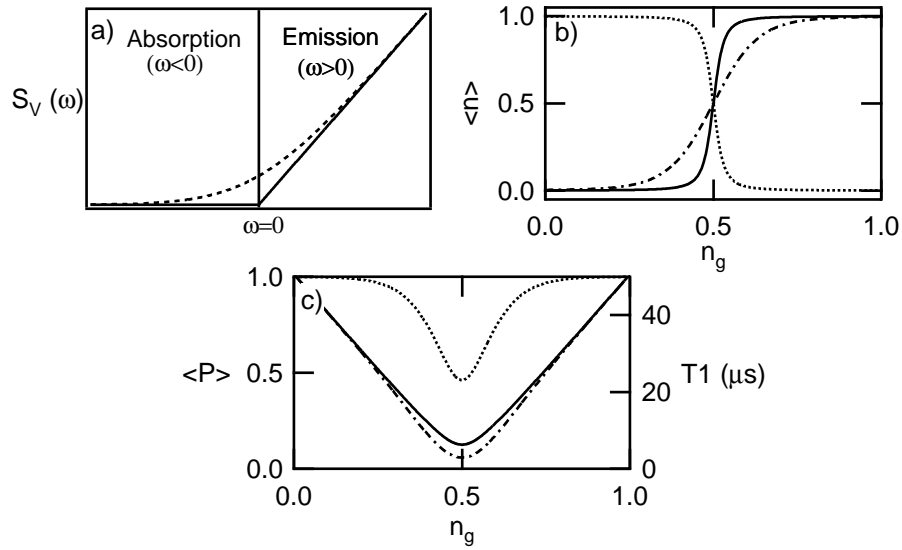 a)
Absorption
(ω<0)
Emission
(ω>0)
S_V (ω)
ω=0
b)
1.0
0.5
0.0
<n>
0.0
0.5
1.0
n_g
c)
1.0
0.5
0.0
<P>
40
20
0
T1 (μs)
0.0
0.5
1.0
n_g